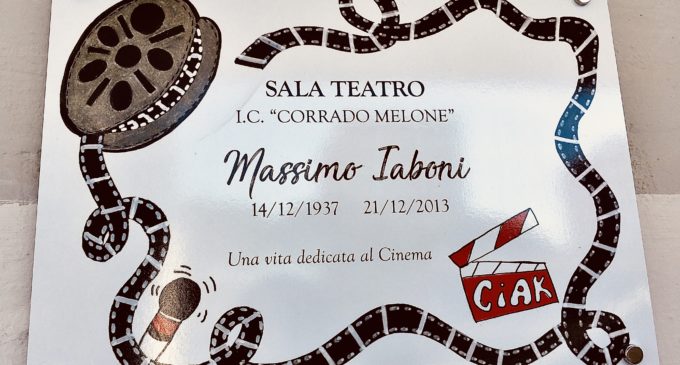 SALA TEATRO
I.C. “CORRADO MELONE”
Massimo Iaboni
14/12/1937 21/12/2013
Una vita dedicata al Cinema
CiAK